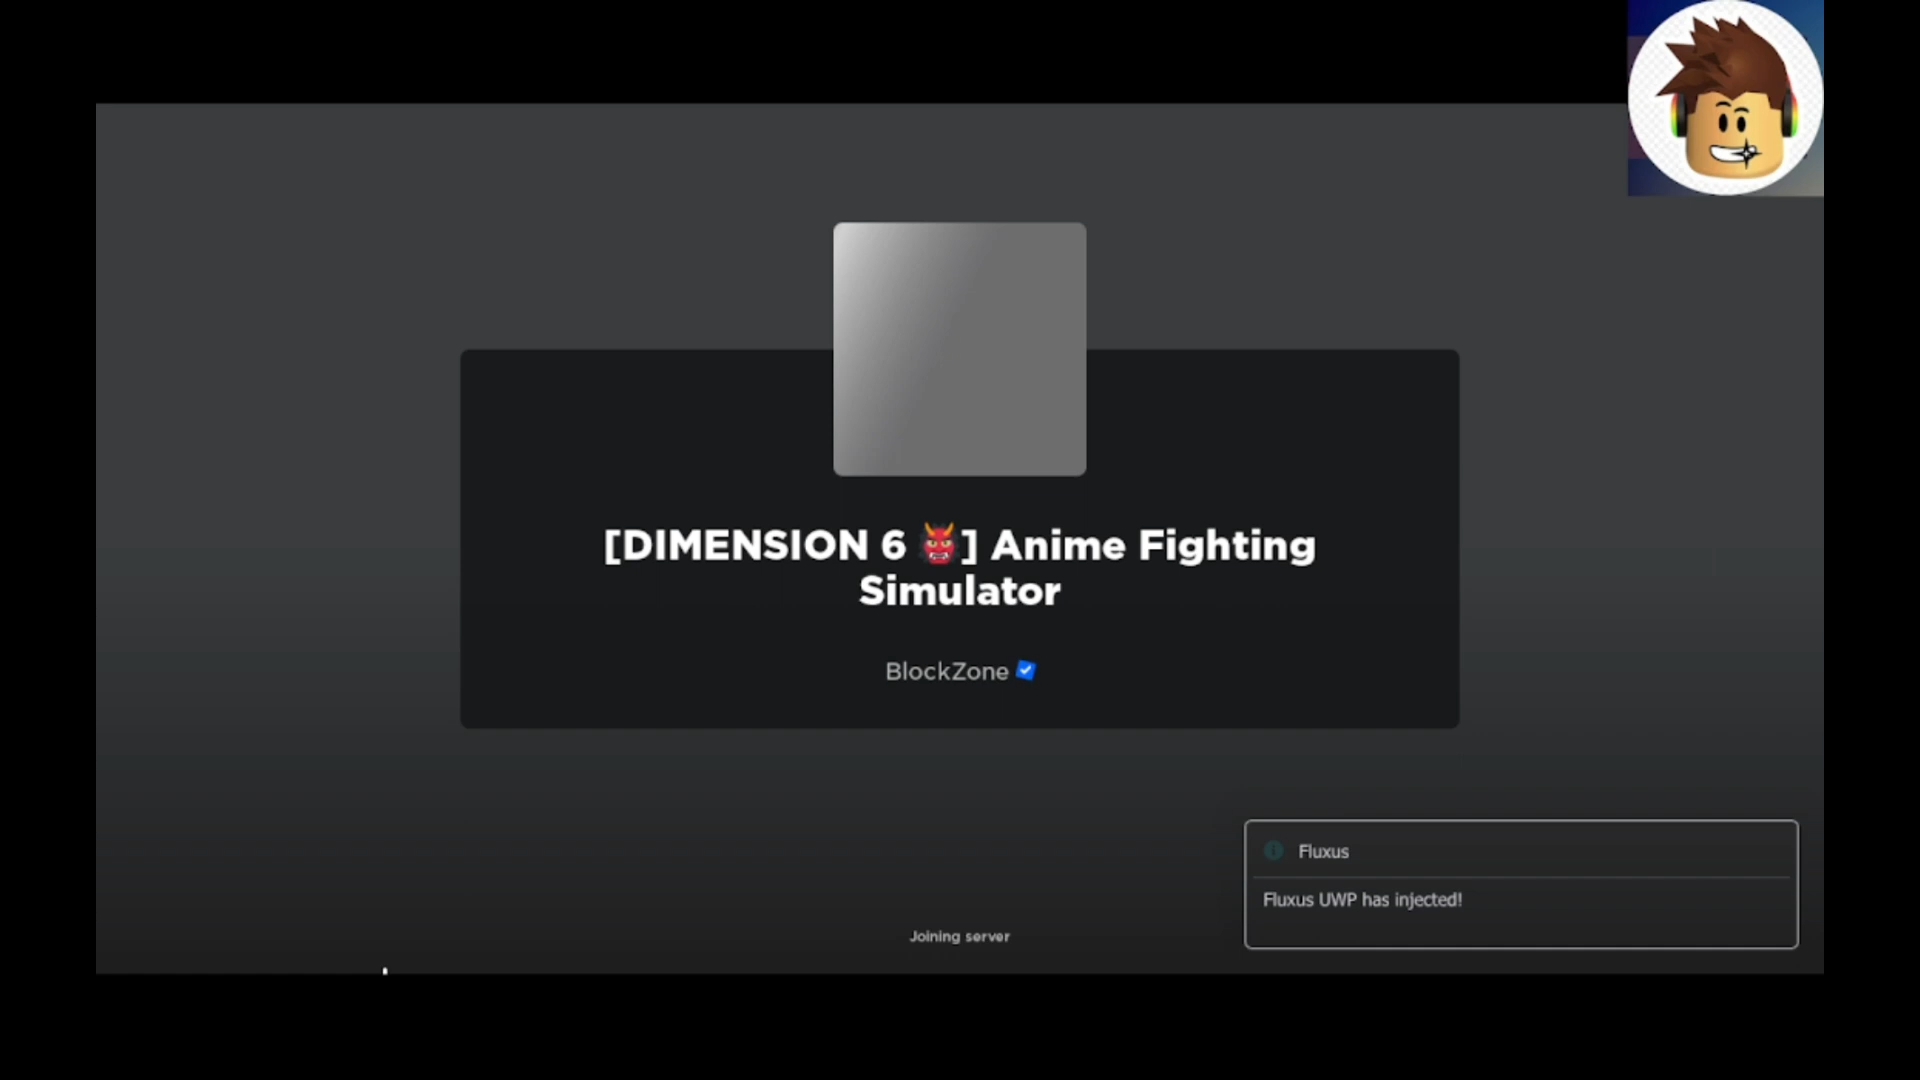 [DIMENSION 6 👹] Anime Fighting
Simulator
BlockZone
Fluxus
Fluxus UWP has injected!
Joining server